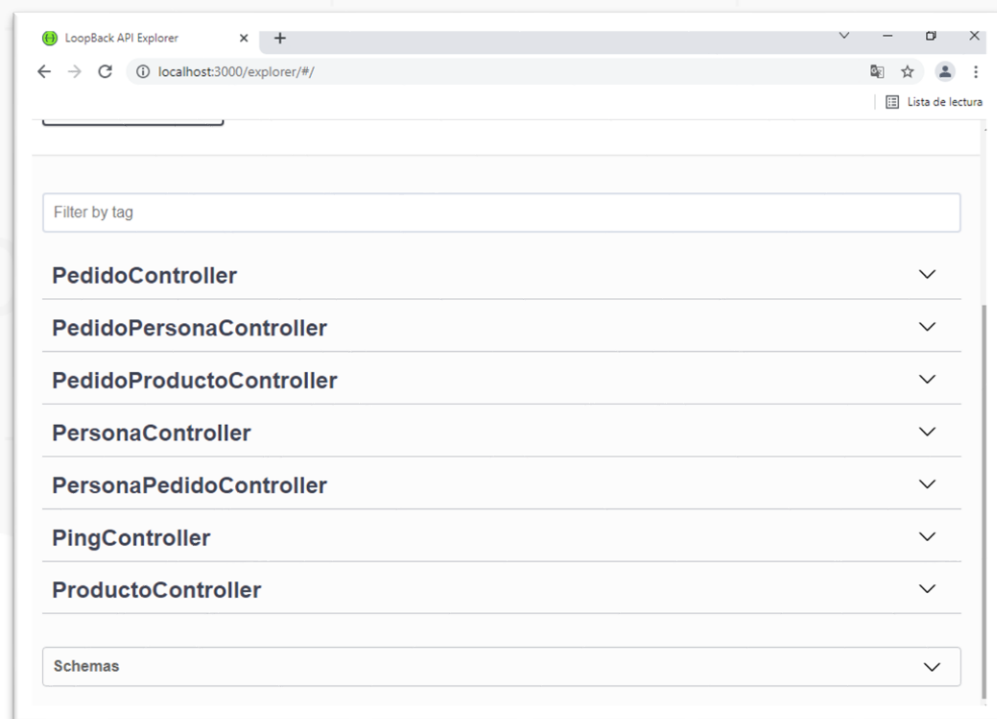 LoopBack API Explorer
localhost:3000/explorer/#/
Lista de lectura
Filter by tag
PedidoController
PedidoPersonaController
PedidoProductoController
PersonaController
PersonaPedidoController
PingController
ProductoController
Schemas